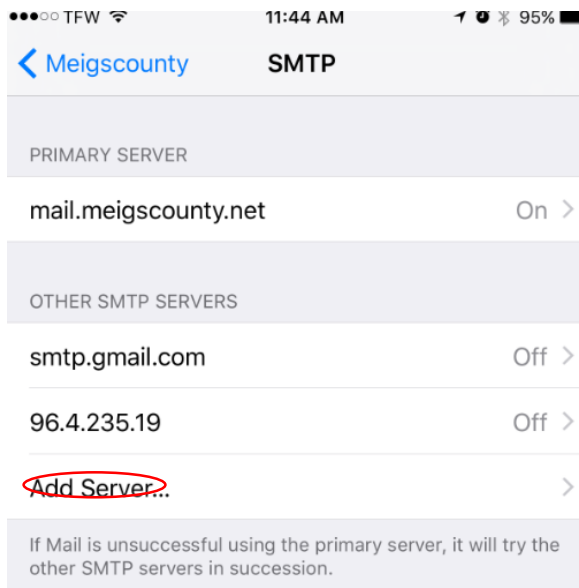 TFW 11:44 AM 95%
Meigscounty SMTP
PRIMARY SERVER
mail.meigscounty.net On
OTHER SMTP SERVERS
smtp.gmail.com Off
96.4.235.19 Off
Add Server...
If Mail is unsuccessful using the primary server, it will try the
other SMTP servers in succession.